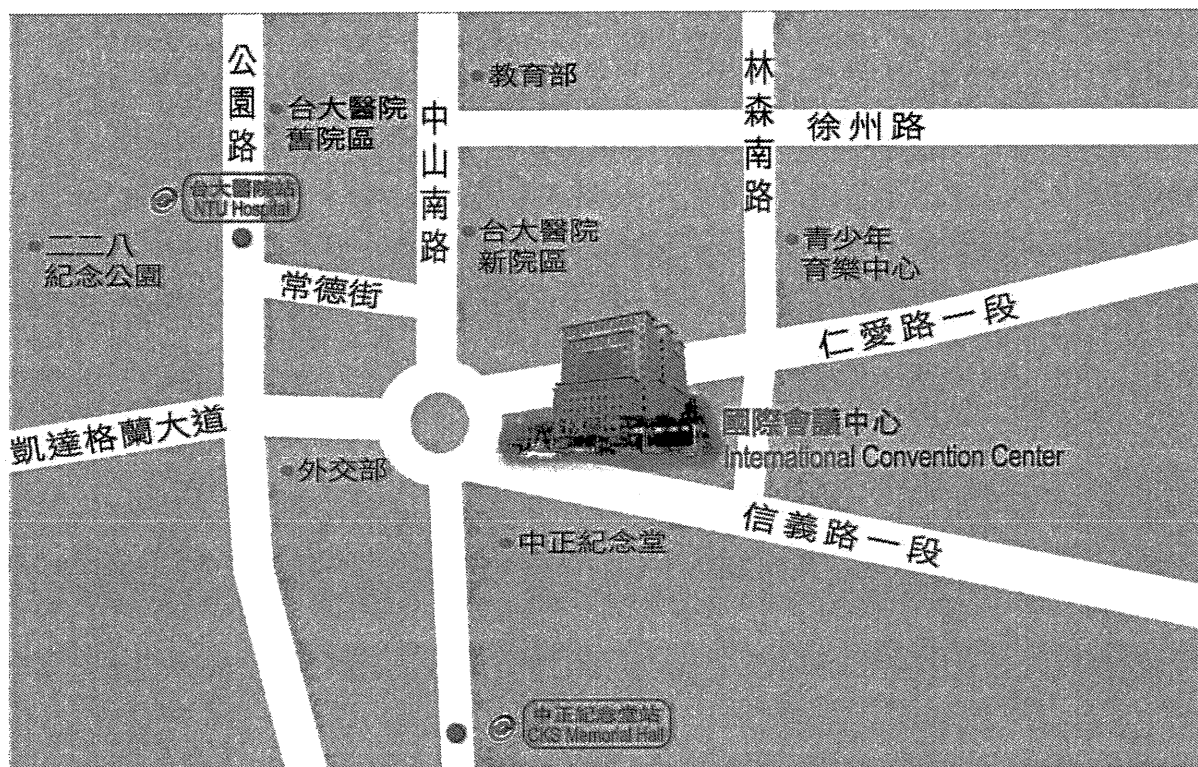 公園路
台大醫院
舊院區
中山南路
教育部
林森南路
徐州路
台大醫院站
NTU Hospital
二二八
紀念公園
常德街
台大醫院
新院區
青少年
育樂中心
仁愛路一段
凱達格蘭大道
外交部
國際會議中心
International Convention Center
信義路一段
中正紀念堂
中正紀念堂站
CKS Memorial Hall